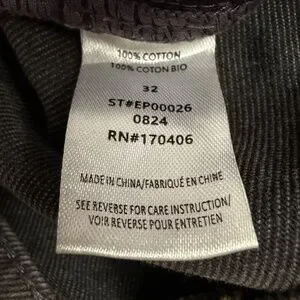 100% COTTON
100% COTON BIO
32
ST#EP00026
0824
RN#170406
MADE IN CHINA/FABRIQUÉ EN CHINE
SEE REVERSE FOR CARE INSTRUCTION/
VOIR REVERSE POUR ENTRETIEN